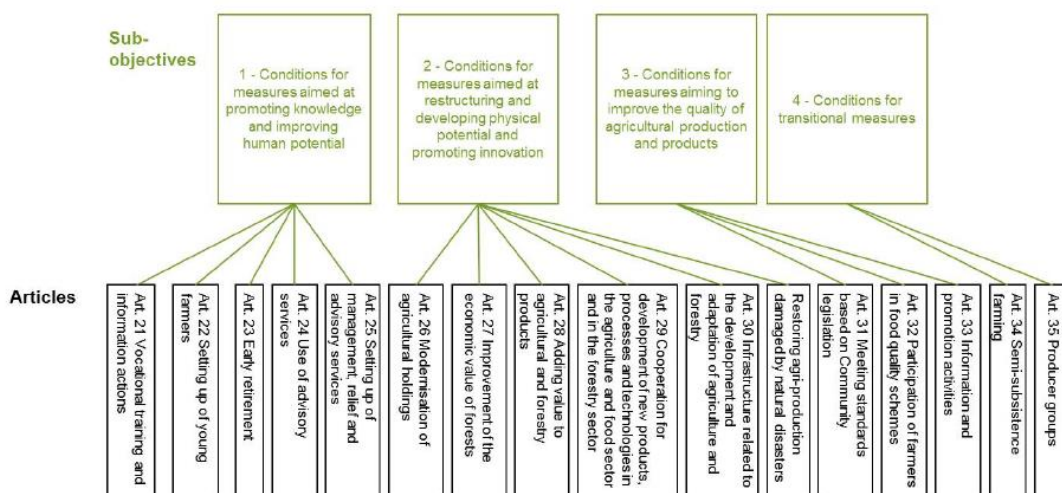 Sub-
objectives
1 - Conditions for
measures aimed at
promoting knowledge
and improving
human potential
2 - Conditions for
measures aimed at
restructuring and
developing physical
potential and
promoting innovation
3 - Conditions for
measures aiming to
improve the quality of
agricultural production
and products
4 - Conditions for
transitional measures
Articles
Art. 21 Vocational training and
information actions
Art. 22 Setting up of young
farmers
Art. 23 Early retirement
Art. 24 Use of advisory
services
Art. 25 Setting up of
management, relief and
advisory services
Art. 26 Modernisation of
agricultural holdings
Art. 27 Improvement of the
economic value of forests
Art. 28 Adding value to
agricultural and forestry
products
Art. 29 Cooperation for
development of new products,
processes and technologies in
the agriculture and food sector
and in the forestry sector
Art. 30 Infrastructure related to
the development and
adaptation of agriculture and
forestry
Restoring agri-production
damaged by natural disasters
Art. 31 Meeting standards
based on Community
legislation
Art. 32 Participation of farmers
in food quality schemes
Art. 33 Information and
promotion activities
Art. 34 Semi-subsistence
farming
Art. 35 Producer groups